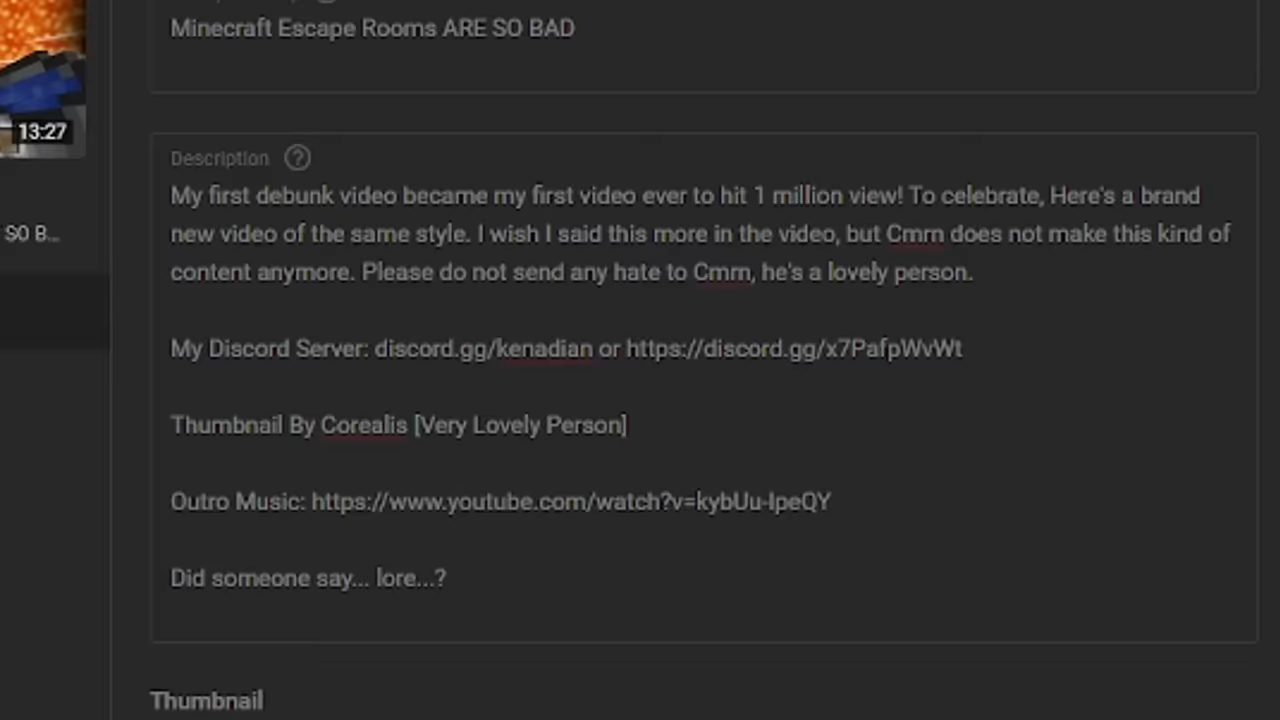 Minecraft Escape Rooms ARE SO BAD
13:27
SO B...
Description ?
My first debunk video became my first video ever to hit 1 million view! To celebrate, Here's a brand
new video of the same style. I wish I said this more in the video, but Cmrn does not make this kind of
content anymore. Please do not send any hate to Cmrn, he's a lovely person.
My Discord Server: discord.gg/kenadian or https://discord.gg/x7PafpWvWt
Thumbnail By Corealis [Very Lovely Person]
Outro Music: https://www.youtube.com/watch?v=kybUu-IpeQY
Did someone say... lore...?
Thumbnail